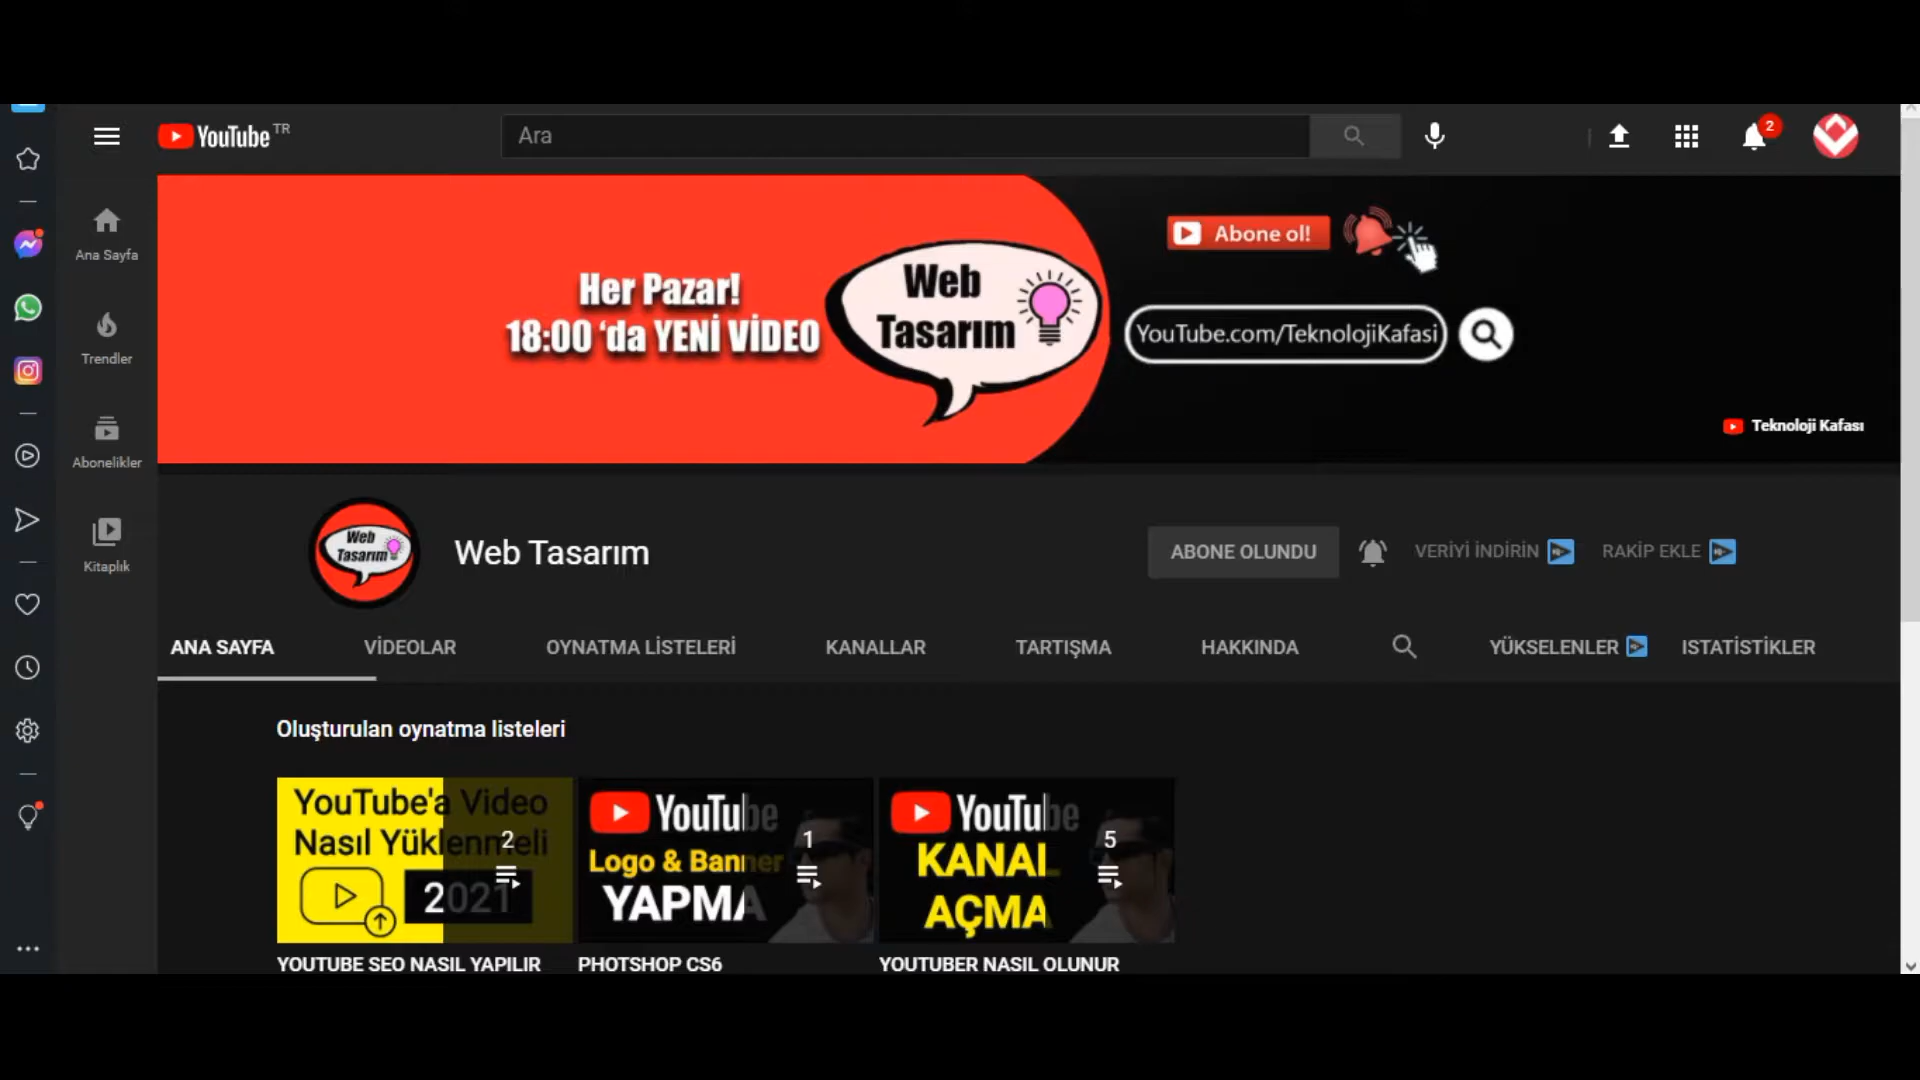 YouTube TR
Ara
2
Ana Sayfa
Trendler
Abonelikler
Kitaplık
Her Pazar!
18:00 ‘da YENİ VİDEO
Web
Tasarım
Abone ol!
YouTube.com/TeknolojiKafasi
Teknoloji Kafası
Web
Tasarım
Web Tasarım
ABONE OLUNDU
VERİYİ İNDİRİN
RAKİP EKLE
ANA SAYFA
VİDEOLAR
OYNATMA LİSTELERİ
KANALLAR
TARTIŞMA
HAKKINDA
YÜKSELENLER
ISTATİSTİKLER
Oluşturulan oynatma listeleri
YouTube'a Video
Nasıl Yüklenmeli
2021
2
YouTube
Logo & Banner
YAPMA
1
YouTube
KANAL
AÇMA
5
YOUTUBE SEO NASIL YAPILIR
PHOTSHOP CS6
YOUTUBER NASIL OLUNUR